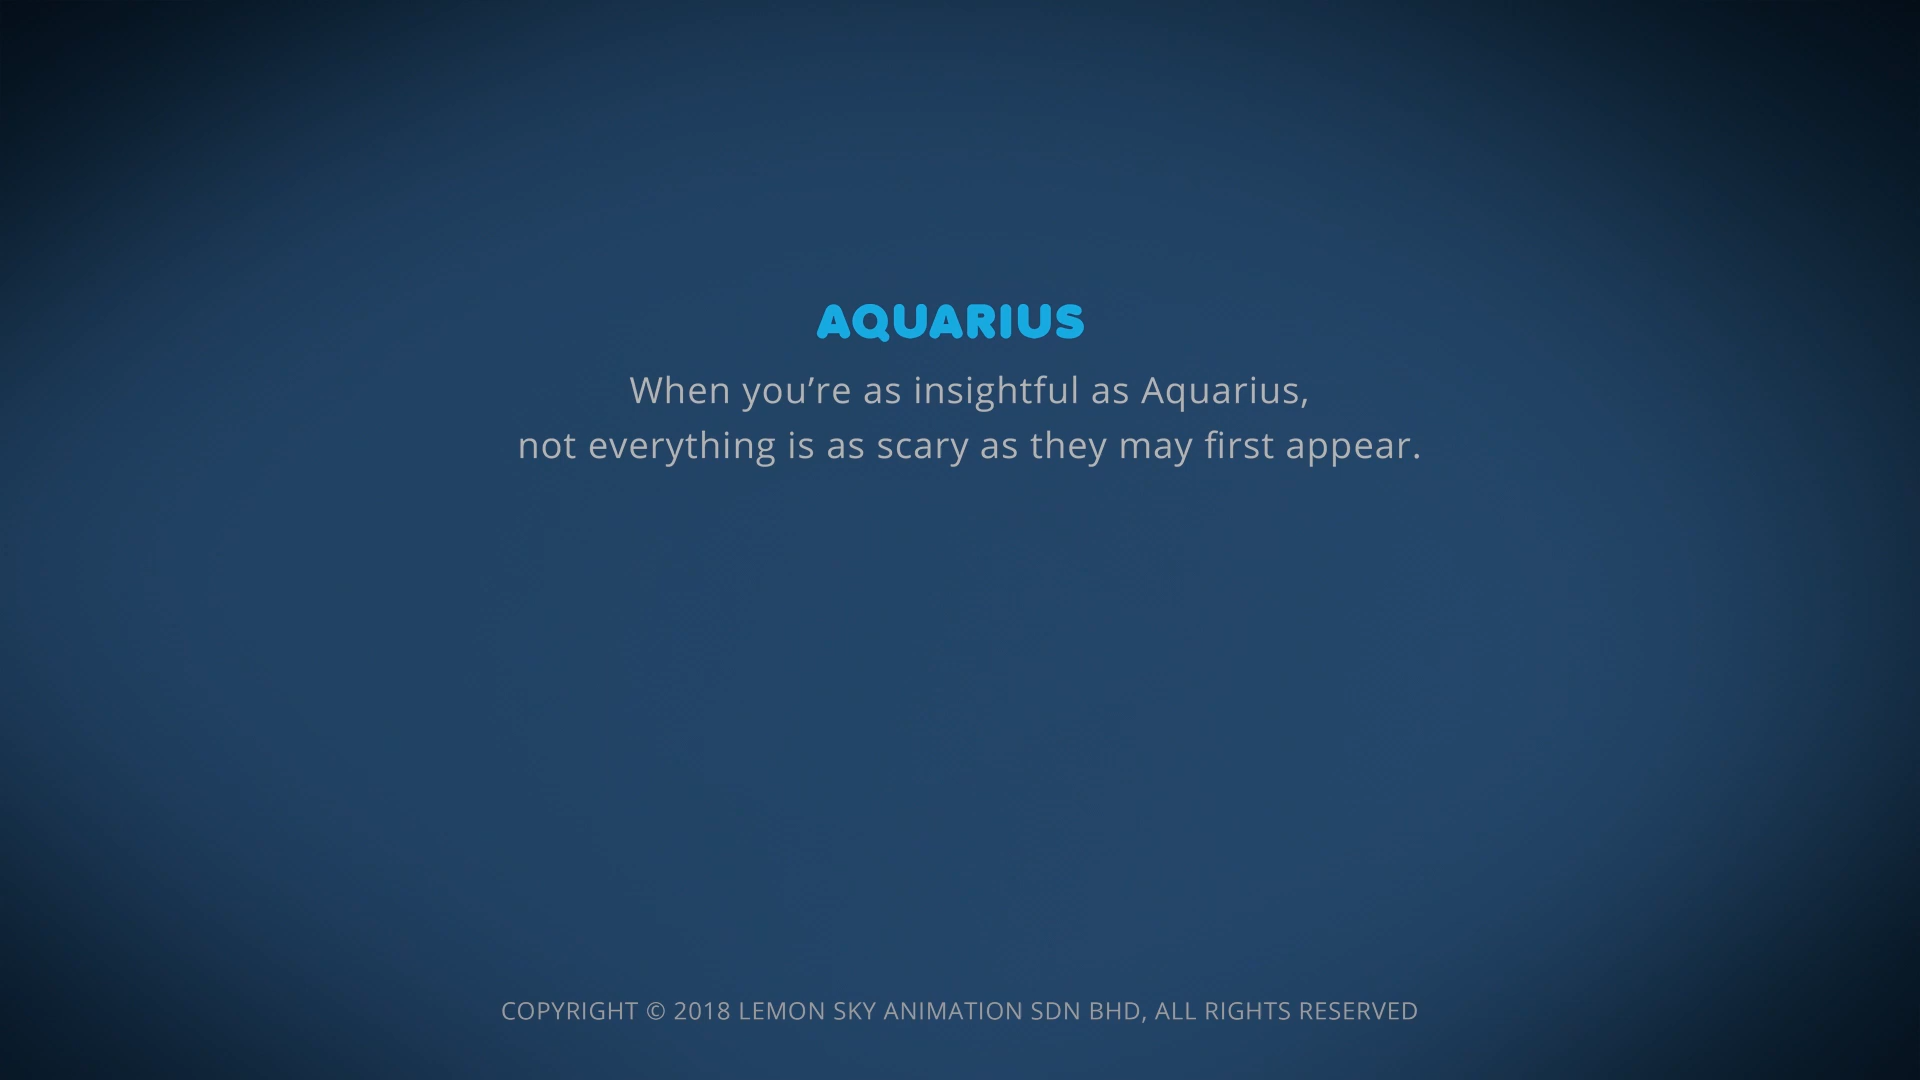 AQUARIUS
When you’re as insightful as Aquarius,
not everything is as scary as they may first appear.
COPYRIGHT © 2018 LEMON SKY ANIMATION SDN BHD, ALL RIGHTS RESERVED